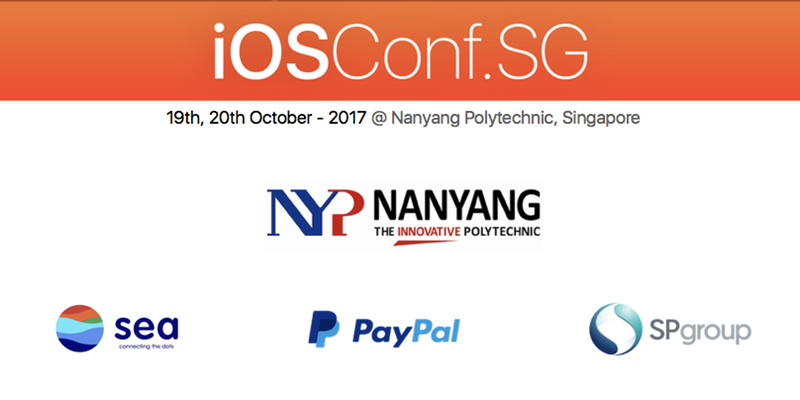 iOSConf.SG
19th, 20th October - 2017 @ Nanyang Polytechnic, Singapore
NYP NANYANG
THE INNOVATIVE POLYTECHNIC
sea
connecting the dots
PayPal
SPgroup